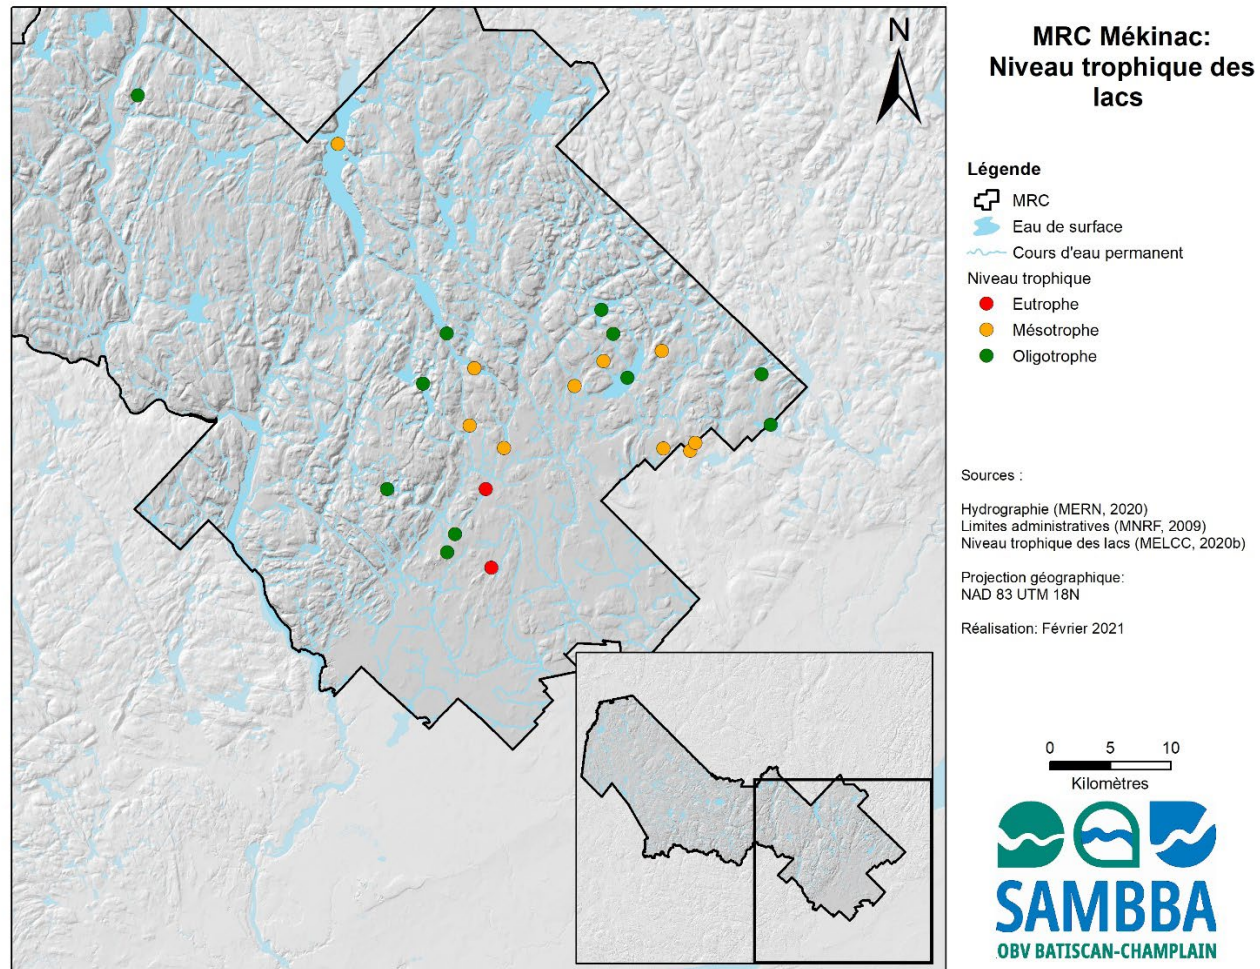 N
MRC Mékinac:
Niveau trophique des
lacs
Légende
MRC
Eau de surface
Cours d'eau permanent
Niveau trophique
Eutrophe
Mésotrophe
Oligotrophe
Sources :
Hydrographie (MERN, 2020)
Limites administratives (MNRF, 2009)
Niveau trophique des lacs (MELCC, 2020b)
Projection géographique:
NAD 83 UTM 18N
Réalisation: Février 2021
0 5 10
Kilomètres
SAMBBA
OBV BATISCAN-CHAMPLAIN